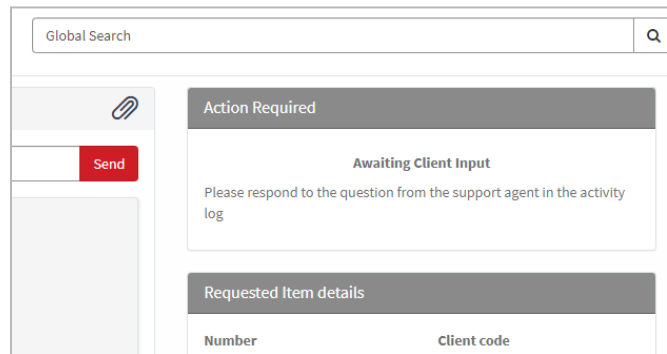 Global Search
Action Required
Send
Awaiting Client Input
Please respond to the question from the support agent in the activity
log
Requested Item details
Number Client code